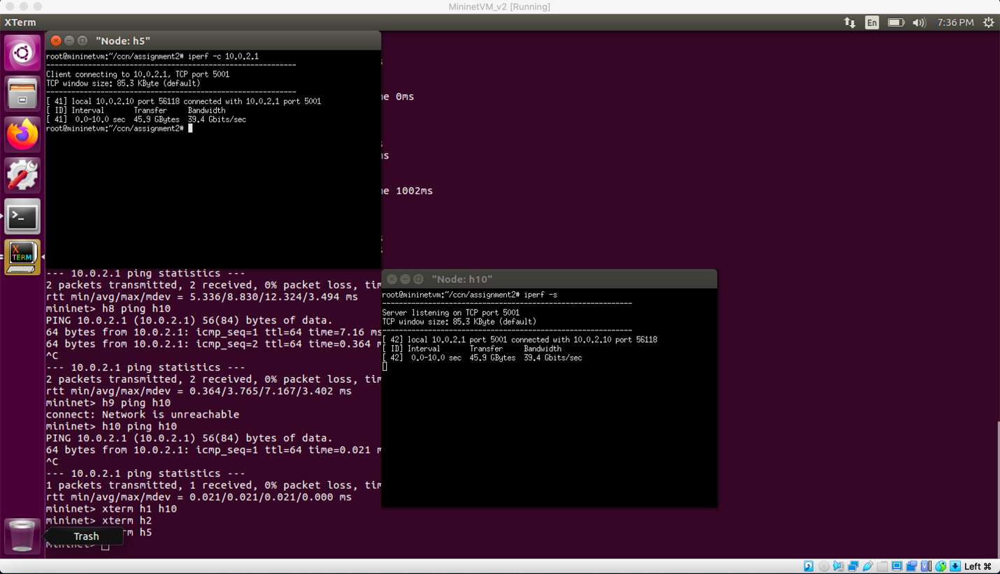 MininetVM_v2 [Running]
XTerm
En
7:36 PM
"Node: h5"
root@mininetvm:~/ccn/assignment2# iperf -c 10.0.2.1
------------------------------------------------------------
Client connecting to 10.0.2.1, TCP port 5001
TCP window size: 85.3 KByte (default)
------------------------------------------------------------
[ 41] local 10.0.2.10 port 56118 connected with 10.0.2.1 port 5001
[ ID] Interval       Transfer     Bandwidth
[ 41]  0.0-10.0 sec  45.9 GBytes  39.4 Gbits/sec
root@mininetvm:~/ccn/assignment2#
s
ne 0ms
s
ms
ne 1002ms
s
s
X
TERM
--- 10.0.2.1 ping statistics ---
2 packets transmitted, 2 received, 0% packet loss, tim
rtt min/avg/max/mdev = 5.336/8.830/12.324/3.494 ms
mininet> h8 ping h10
PING 10.0.2.1 (10.0.2.1) 56(84) bytes of data.
64 bytes from 10.0.2.1: icmp_seq=1 ttl=64 time=7.16 ms
64 bytes from 10.0.2.1: icmp_seq=2 ttl=64 time=0.364 m
^C
--- 10.0.2.1 ping statistics ---
2 packets transmitted, 2 received, 0% packet loss, tim
rtt min/avg/max/mdev = 0.364/3.765/7.167/3.402 ms
mininet> h9 ping h10
connect: Network is unreachable
mininet> h10 ping h10
PING 10.0.2.1 (10.0.2.1) 56(84) bytes of data.
64 bytes from 10.0.2.1: icmp_seq=1 ttl=64 time=0.021 m
^C
--- 10.0.2.1 ping statistics ---
1 packets transmitted, 1 received, 0% packet loss, tim
rtt min/avg/max/mdev = 0.021/0.021/0.021/0.000 ms
mininet> xterm h1 h10
mininet> xterm h2
rm h5
mininet>
Trash
"Node: h10"
root@mininetvm:~/ccn/assignment2# iperf -s
------------------------------------------------------------
Server listening on TCP port 5001
TCP window size: 85.3 KByte (default)
------------------------------------------------------------
[ 42] local 10.0.2.1 port 5001 connected with 10.0.2.10 port 56118
[ ID] Interval       Transfer     Bandwidth
[ 42]  0.0-10.0 sec  45.9 GBytes  39.4 Gbits/sec
Left ⌘